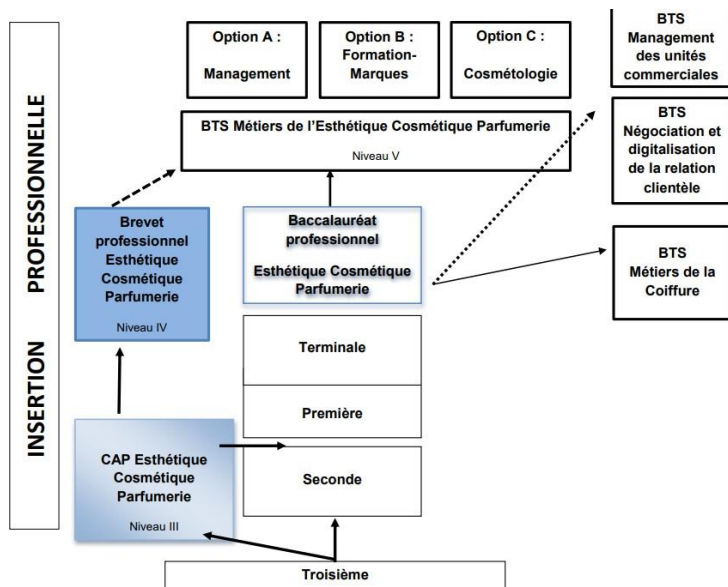 Option A :
Management
Option B :
Formation-
Marques
Option C :
Cosmétologie
BTS
Management
des unités
commerciales
BTS Métiers de l'Esthétique Cosmétique Parfumerie
Niveau V
BTS
Négociation et
digitalisation
de la relation
clientèle
Brevet
professionnel
Esthétique
Cosmétique
Parfumerie
Niveau IV
Baccalauréat
professionnel
Esthétique Cosmétique
Parfumerie
BTS
Métiers de la
Coiffure
Terminale
Première
CAP Esthétique
Cosmétique
Parfumerie
Niveau III
Seconde
Troisième
INSERTION PROFESSIONNELLE